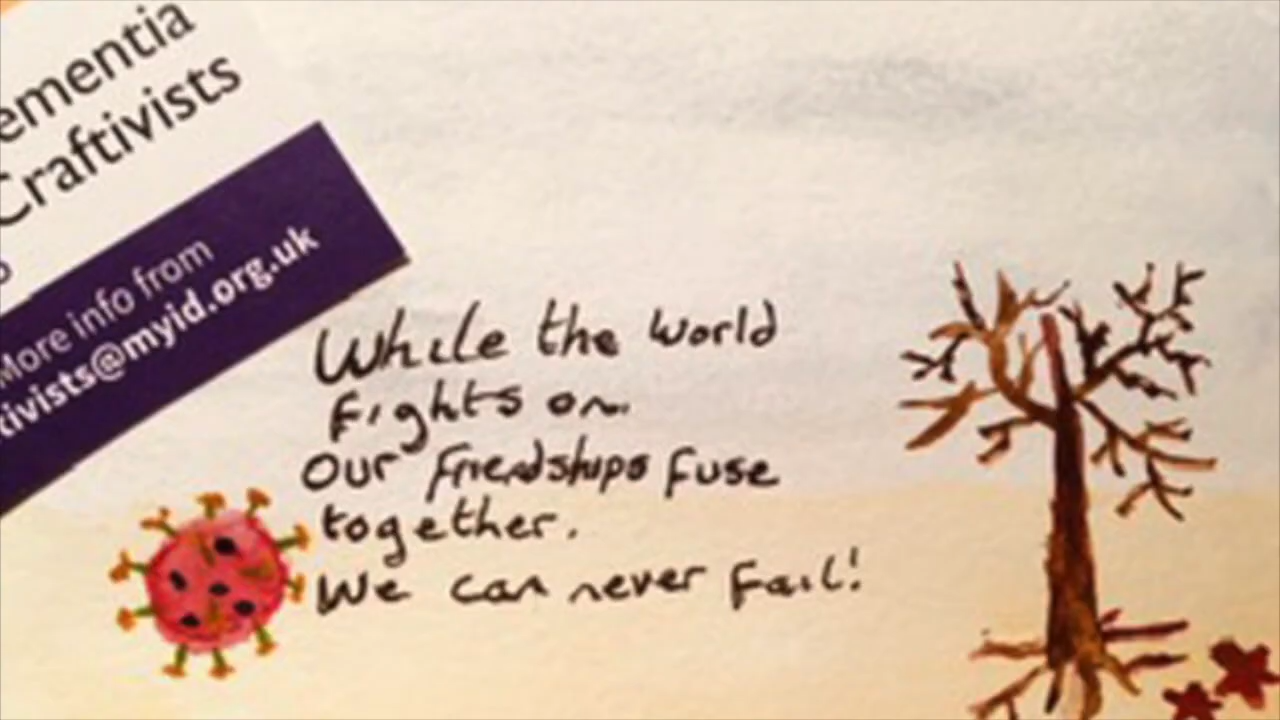 ementia
Craftivists
More info from
tivists@myid.org.uk
While the world
fights on.
Our friendships fuse
together.
We can never fail!